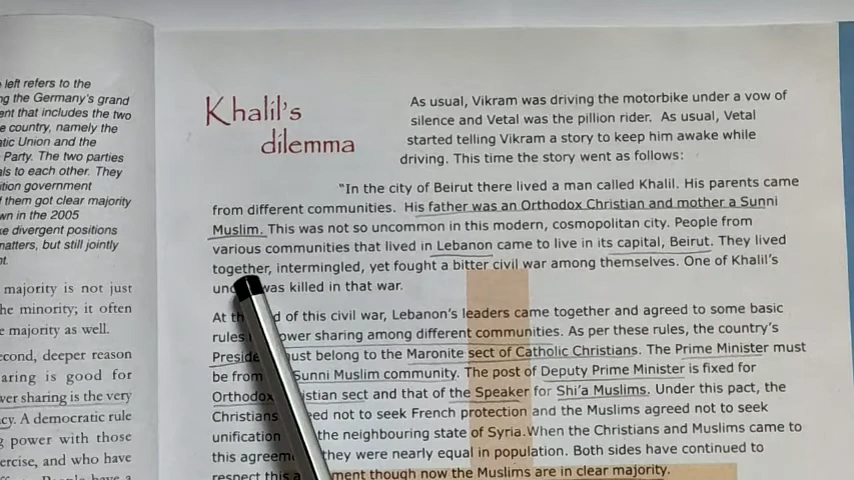 left refers to the
ng the Germany's grand
ent that includes the two
e country, namely the
tic Union and the
Party. The two parties
ls to each other. They
ition government
f them got clear majority
wn in the 2005
divergent positions
matters, but still jointly
majority is not just
the minority; it often
e majority as well.
econd, deeper reason
aring is good for
wer sharing is the very
cy. A democratic rule
g power with those
ercise, and who have
Khalil's
dilemma
As usual, Vikram was driving the motorbike under a vow of
silence and Vetal was the pillion rider. As usual, Vetal
started telling Vikram a story to keep him awake while
driving. This time the story went as follows:
"In the city of Beirut there lived a man called Khalil. His parents came
from different communities. His father was an Orthodox Christian and mother a Sunni
Muslim. This was not so uncommon in this modern, cosmopolitan city. People from
various communities that lived in Lebanon came to live in its capital, Beirut. They lived
together, intermingled, yet fought a bitter civil war among themselves. One of Khalil's
was killed in that war.
At of this civil war, Lebanon's leaders came together and agreed to some basic
rules power sharing among different communities. As per these rules, the country's
must belong to the Maronite sect of Catholic Christians. The Prime Minister must
be from Sunni Muslim community. The post of Deputy Prime Minister is fixed for
Orthodox sect and that of the Speaker for Shi'a Muslims. Under this pact, the
Christians not to seek French protection and the Muslims agreed not to seek
unification the neighbouring state of Syria. When the Christians and Muslims came to
this they were nearly equal in population. Both sides have continued to
respect this though now the Muslims are in clear majority.